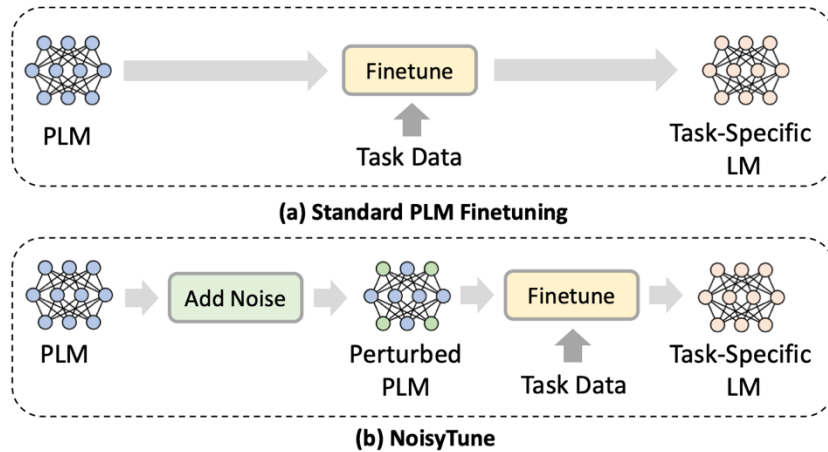 Finetune
PLM
Task Data
Task-Specific
LM
(a) Standard PLM Finetuning
Add Noise
Finetune
PLM
Perturbed
PLM
Task Data
Task-Specific
LM
(b) NoisyTune